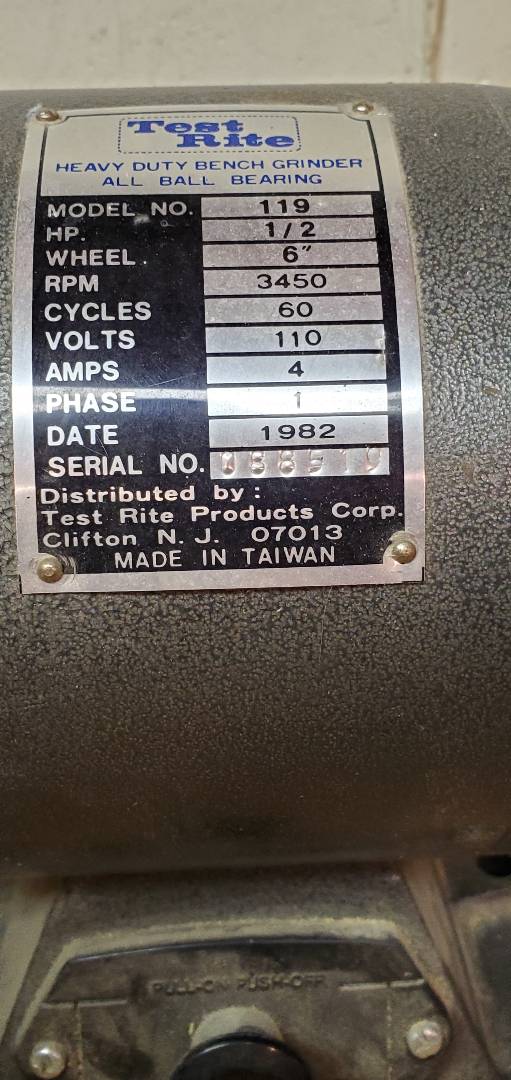 Test
Rite
HEAVY DUTY BENCH GRINDER
ALL BALL BEARING
MODEL NO. 119
HP. 1/2
WHEEL. 6"
RPM 3450
CYCLES 60
VOLTS 110
AMPS 4
PHASE 1
DATE 1982
SERIAL NO.
Distributed by :
Test Rite Products Corp.
Clifton N. J. 07013
MADE IN TAIWAN
PULL-ON PUSH-OFF